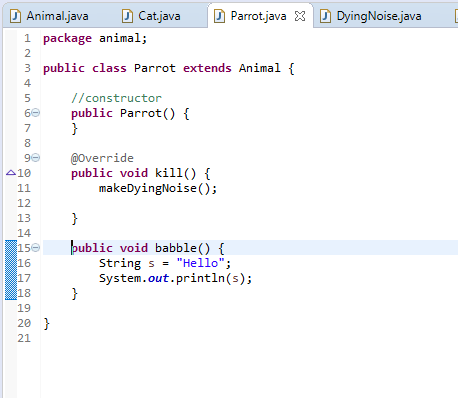 Animal.java Cat.java Parrot.java DyingNoise.java
1 package animal;
2
3 public class Parrot extends Animal {
4
5 //constructor
6 public Parrot() {
7 }
8
9 @Override
10 public void kill() {
11 makeDyingNoise();
12
13 }
14
15 public void babble() {
16 String s = "Hello";
17 System.out.println(s);
18 }
19
20 }
21